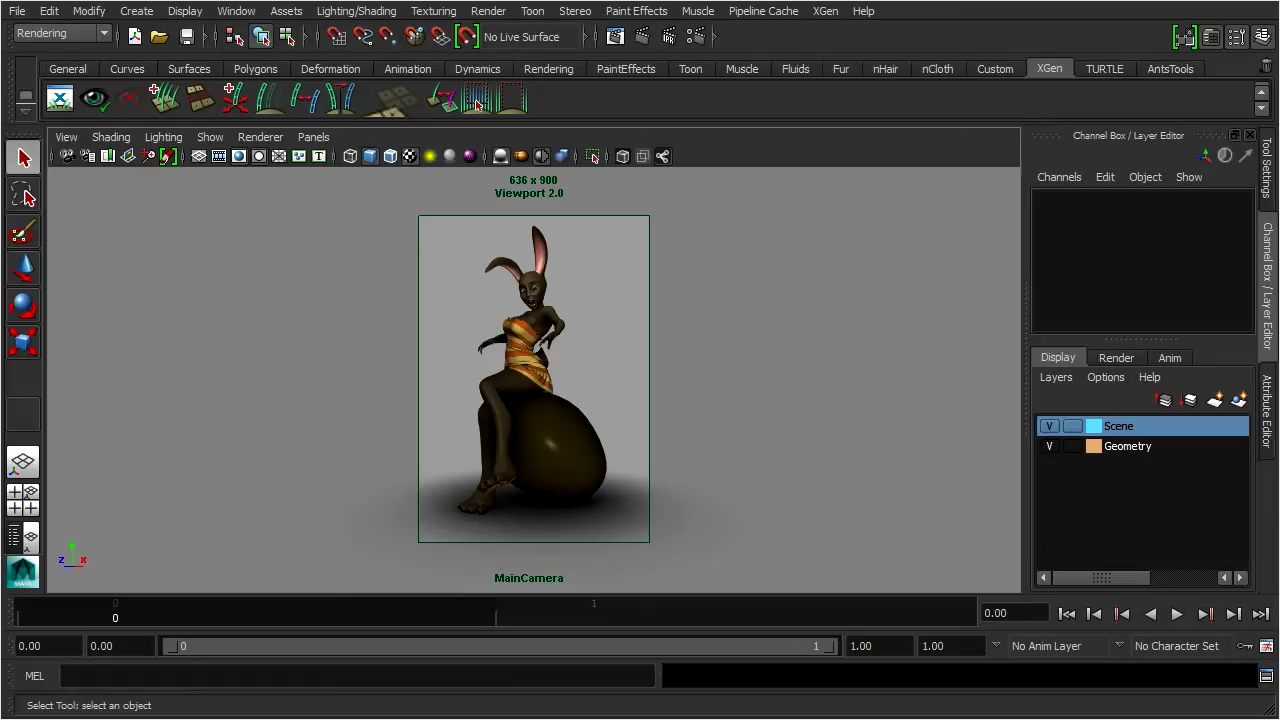 File Edit Modify Create Display Window Assets Lighting/Shading Texturing Render Toon Stereo Paint Effects Muscle Pipeline Cache XGen Help
Rendering No Live Surface
General Curves Surfaces Polygons Deformation Animation Dynamics Rendering PaintEffects Toon Muscle Fluids Fur nHair nCloth Custom XGen TURTLE AntsTools
View Shading Lighting Show Renderer Panels
Channel Box / Layer Editor
636 x 900
Viewport 2.0
Channels Edit Object Show
Tool Settings
Channel Box / Layer Editor
Attribute Editor
Display Render Anim
Layers Options Help
V Scene
V Geometry
z y x
MainCamera
0 1
0 0.00
0.00 0.00 0 1 1.00 1.00 No Anim Layer No Character Set
MEL
Select Tool: select an object